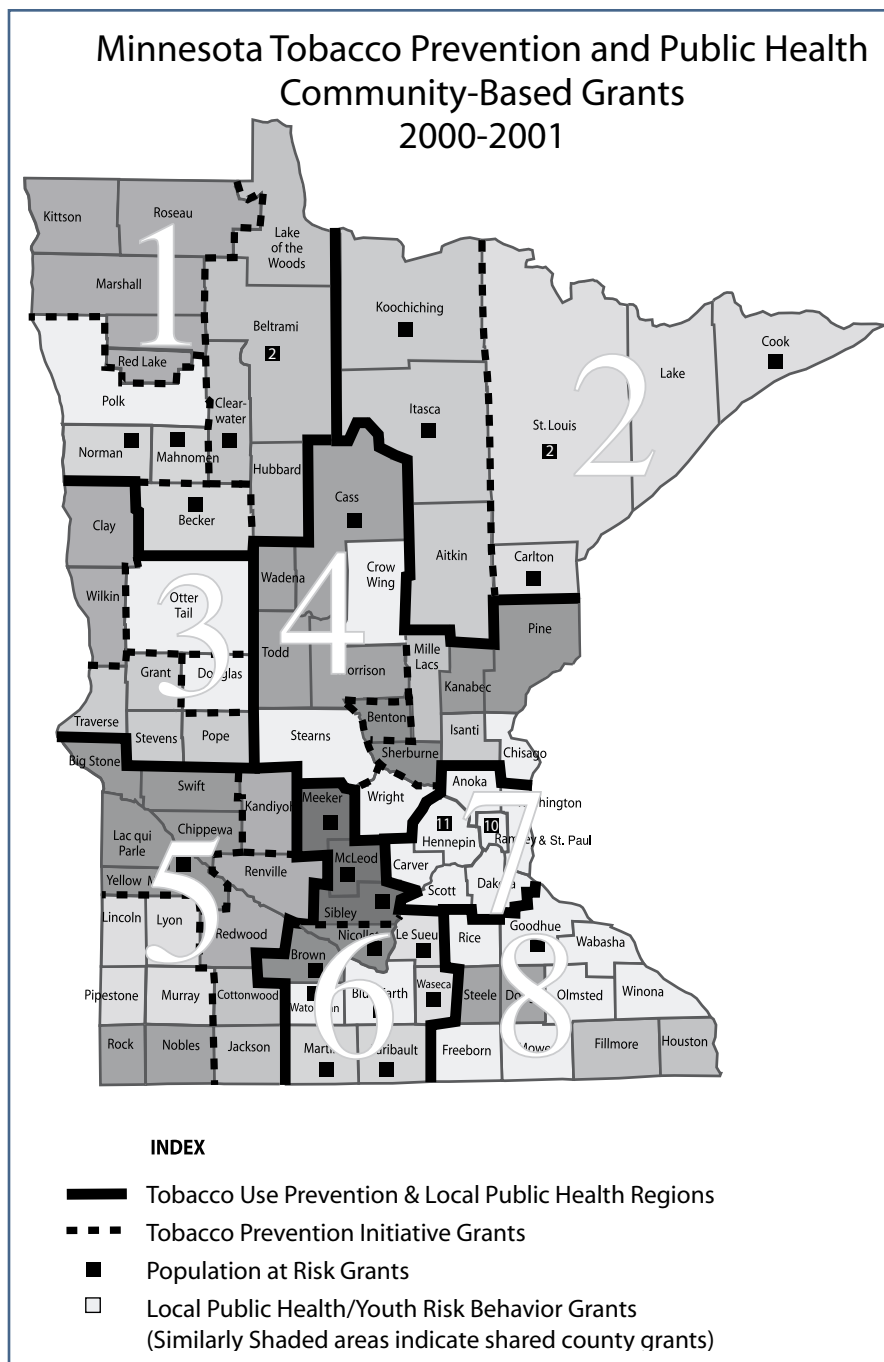 Minnesota Tobacco Prevention and Public Health
Community-Based Grants
2000-2001
Kittson
Roseau
Lake
of the
Woods
1
Marshall
Koochiching
Beltrami
2
Cook
Red Lake
Lake
2
Polk
Clear-
water
Itasca
St. Louis
2
Norman
Mahnomen
Hubbard
Cass
Becker
Clay
Aitkin
Carlton
Wadena
Crow
Wing
4
Wilkin
Otter
Tail
3
Pine
Todd
Mille
Lacs
Grant
Douglas
orrison
Kanabec
Traverse
Benton
Isanti
Stevens
Pope
Stearns
Sherburne
Chisago
Big Stone
Swift
Kandiyohi
Meeker
Wright
Anoka
7
hington
Lac qui
Parle
Chippewa
11
10
Hennepin
Ramsey & St. Paul
5
Renville
McLeod
Carver
Yellow M
Scott
Dakota
Lincoln
Lyon
Redwood
Sibley
Nicollet
Le Sueur
Rice
Goodhue
Wabasha
Brown
6
8
Pipestone
Murray
Cottonwood
Waseca
Steele
Olmsted
Winona
Rock
Nobles
Jackson
Freeborn
Fillmore
Houston
INDEX
Tobacco Use Prevention & Local Public Health Regions
Tobacco Prevention Initiative Grants
Population at Risk Grants
Local Public Health/Youth Risk Behavior Grants
(Similarly Shaded areas indicate shared county grants)